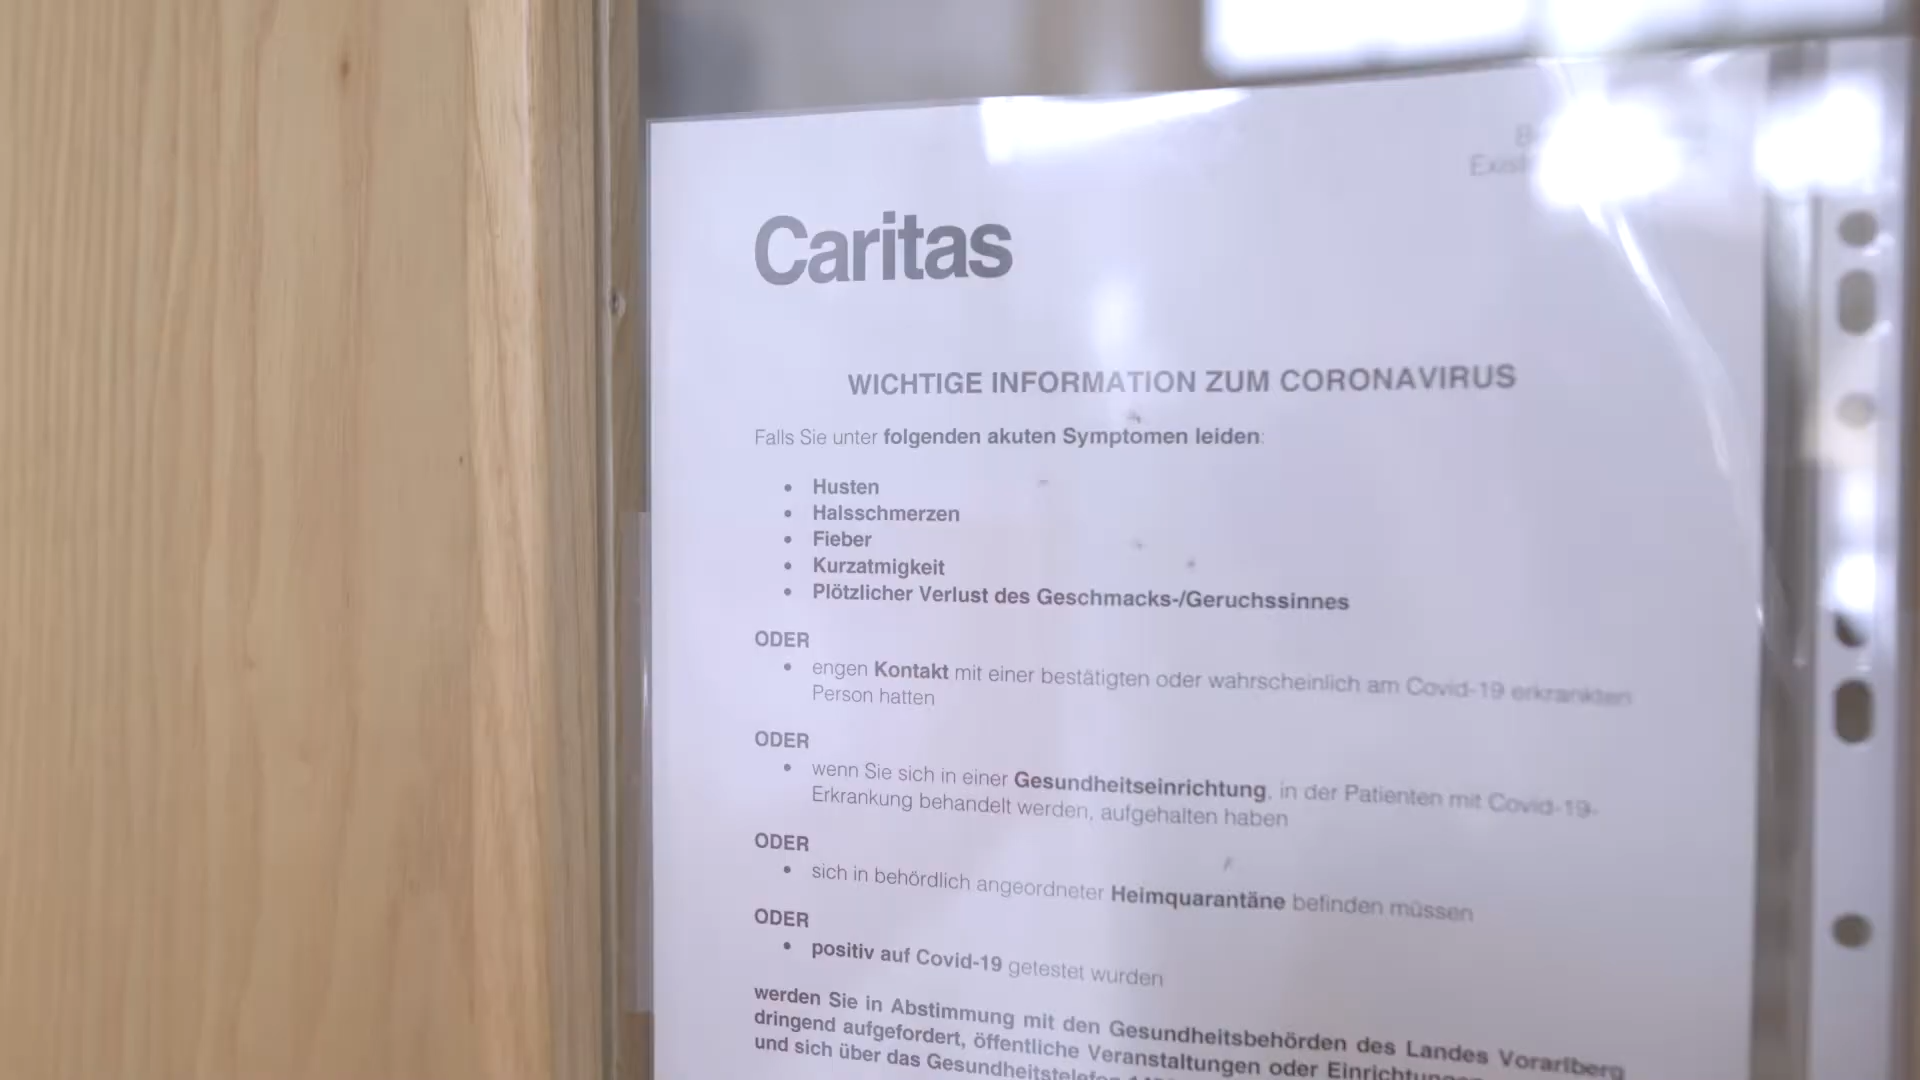 Caritas
WICHTIGE INFORMATION ZUM CORONAVIRUS
Falls Sie unter folgenden akuten Symptomen leiden:
• Husten
• Halsschmerzen
• Fieber
• Kurzatmigkeit
• Plötzlicher Verlust des Geschmacks-/Geruchssinnes
ODER
• engen Kontakt mit einer bestätigten oder wahrscheinlich am Covid-19 erkrankten
Person hatten
ODER
• wenn Sie sich in einer Gesundheitseinrichtung, in der Patienten mit Covid-19-
Erkrankung behandelt werden, aufgehalten haben
ODER
• sich in behördlich angeordneter Heimquarantäne befinden müssen
ODER
• positiv auf Covid-19 getestet wurden
werden Sie in Abstimmung mit den Gesundheitsbehörden des Landes Vorarlberg
dringend aufgefordert, öffentliche Veranstaltungen oder
und sich über das